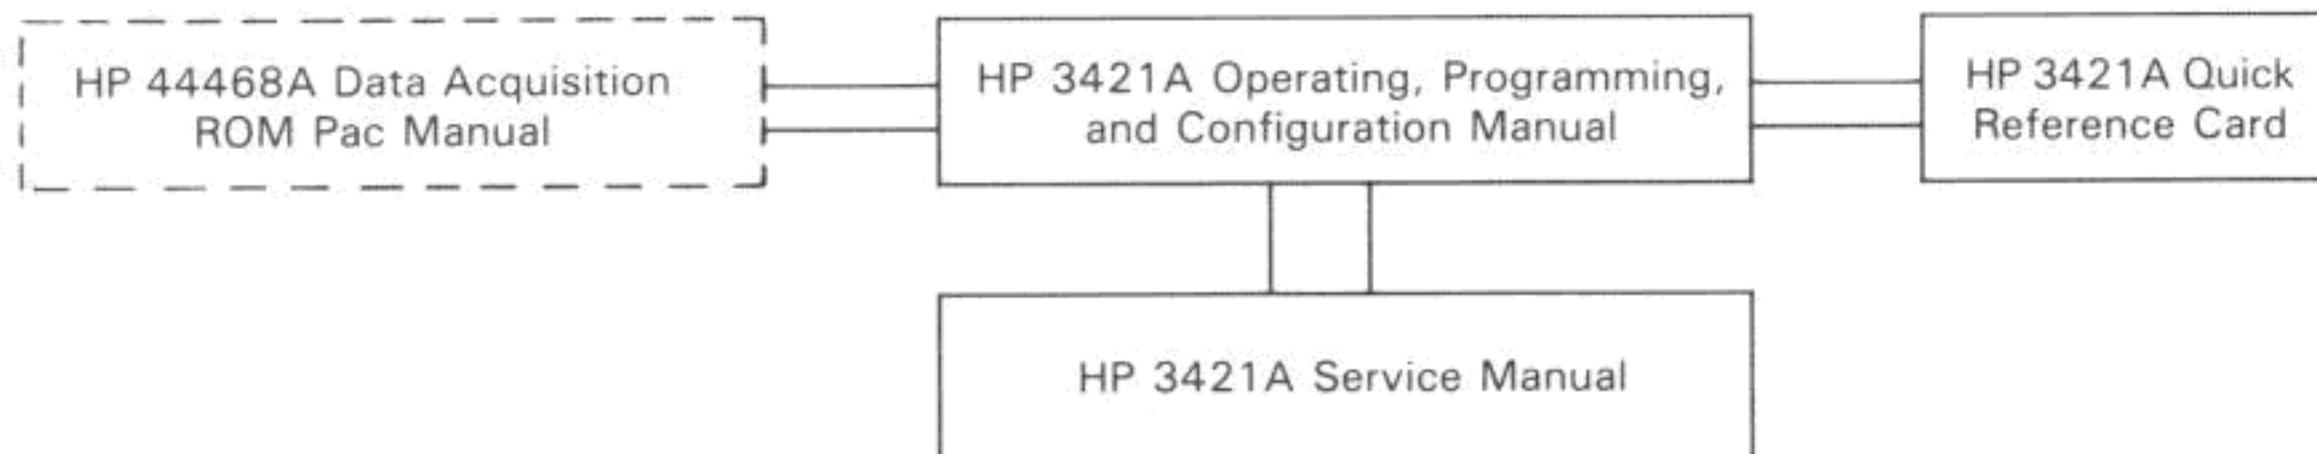 HP 44468A Data Acquisition
ROM Pac Manual
HP 3421A Operating, Programming,
and Configuration Manual
HP 3421A Quick
Reference Card
HP 3421A Service Manual